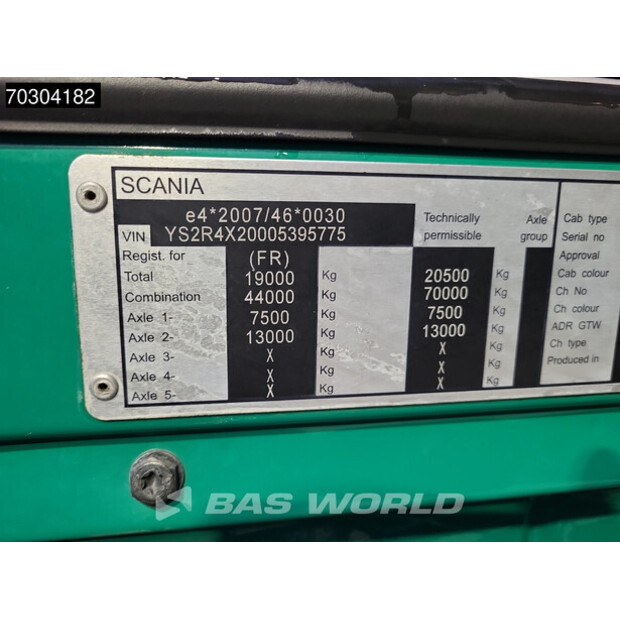 70304182
SCANIA
e4*2007/46*0030
VIN YS2R4X20005395775
Technically permissible
Axle group
Regist. for (FR)
Total 19000 Kg 20500 Kg
Combination 44000 Kg 70000 Kg
Axle 1- 7500 Kg 7500 Kg
Axle 2- 13000 Kg 13000 Kg
Axle 3- X Kg X Kg
Axle 4- X Kg X Kg
Axle 5- X Kg X Kg
Cab type
Serial no
Approval
Cab colour
Ch No
Ch colour
ADR GTW
Ch type
Produced in
BAS WORLD